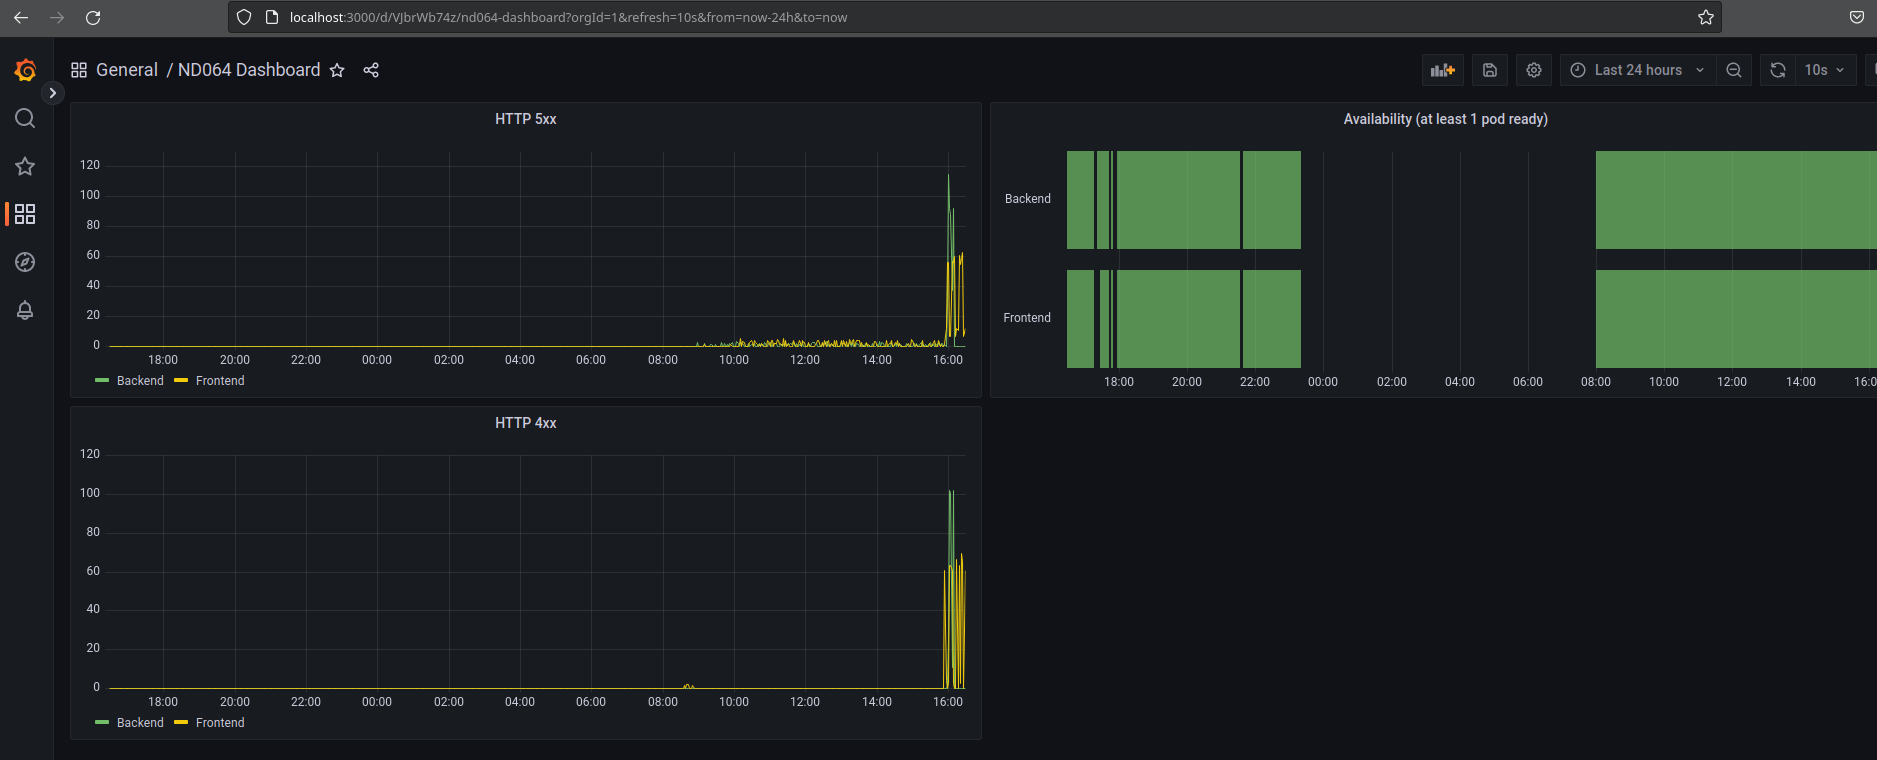 localhost:3000/d/VJbrWb74z/nd064-dashboard?orgId=1&refresh=10s&from=now-24h&to=now
General / ND064 Dashboard
Last 24 hours
10s
HTTP 5xx
120
100
80
60
40
20
0
18:00 20:00 22:00 00:00 02:00 04:00 06:00 08:00 10:00 12:00 14:00 16:00
Backend Frontend
Availability (at least 1 pod ready)
Backend
Frontend
18:00 20:00 22:00 00:00 02:00 04:00 06:00 08:00 10:00 12:00 14:00 16:0
HTTP 4xx
120
100
80
60
40
20
0
18:00 20:00 22:00 00:00 02:00 04:00 06:00 08:00 10:00 12:00 14:00 16:00
Backend Frontend